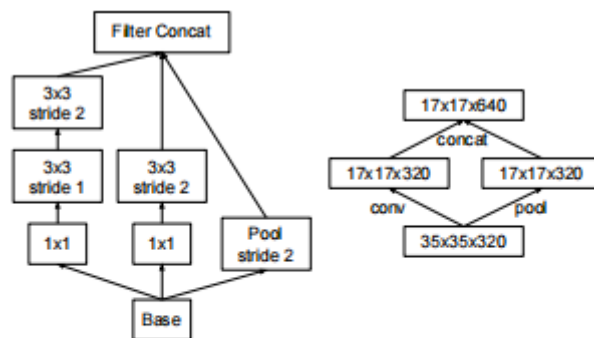 Filter Concat
3x3
stride 2
3x3
stride 1
3x3
stride 2
1x1
1x1
Pool
stride 2
Base
17x17x640
concat
17x17x320
17x17x320
conv
pool
35x35x320